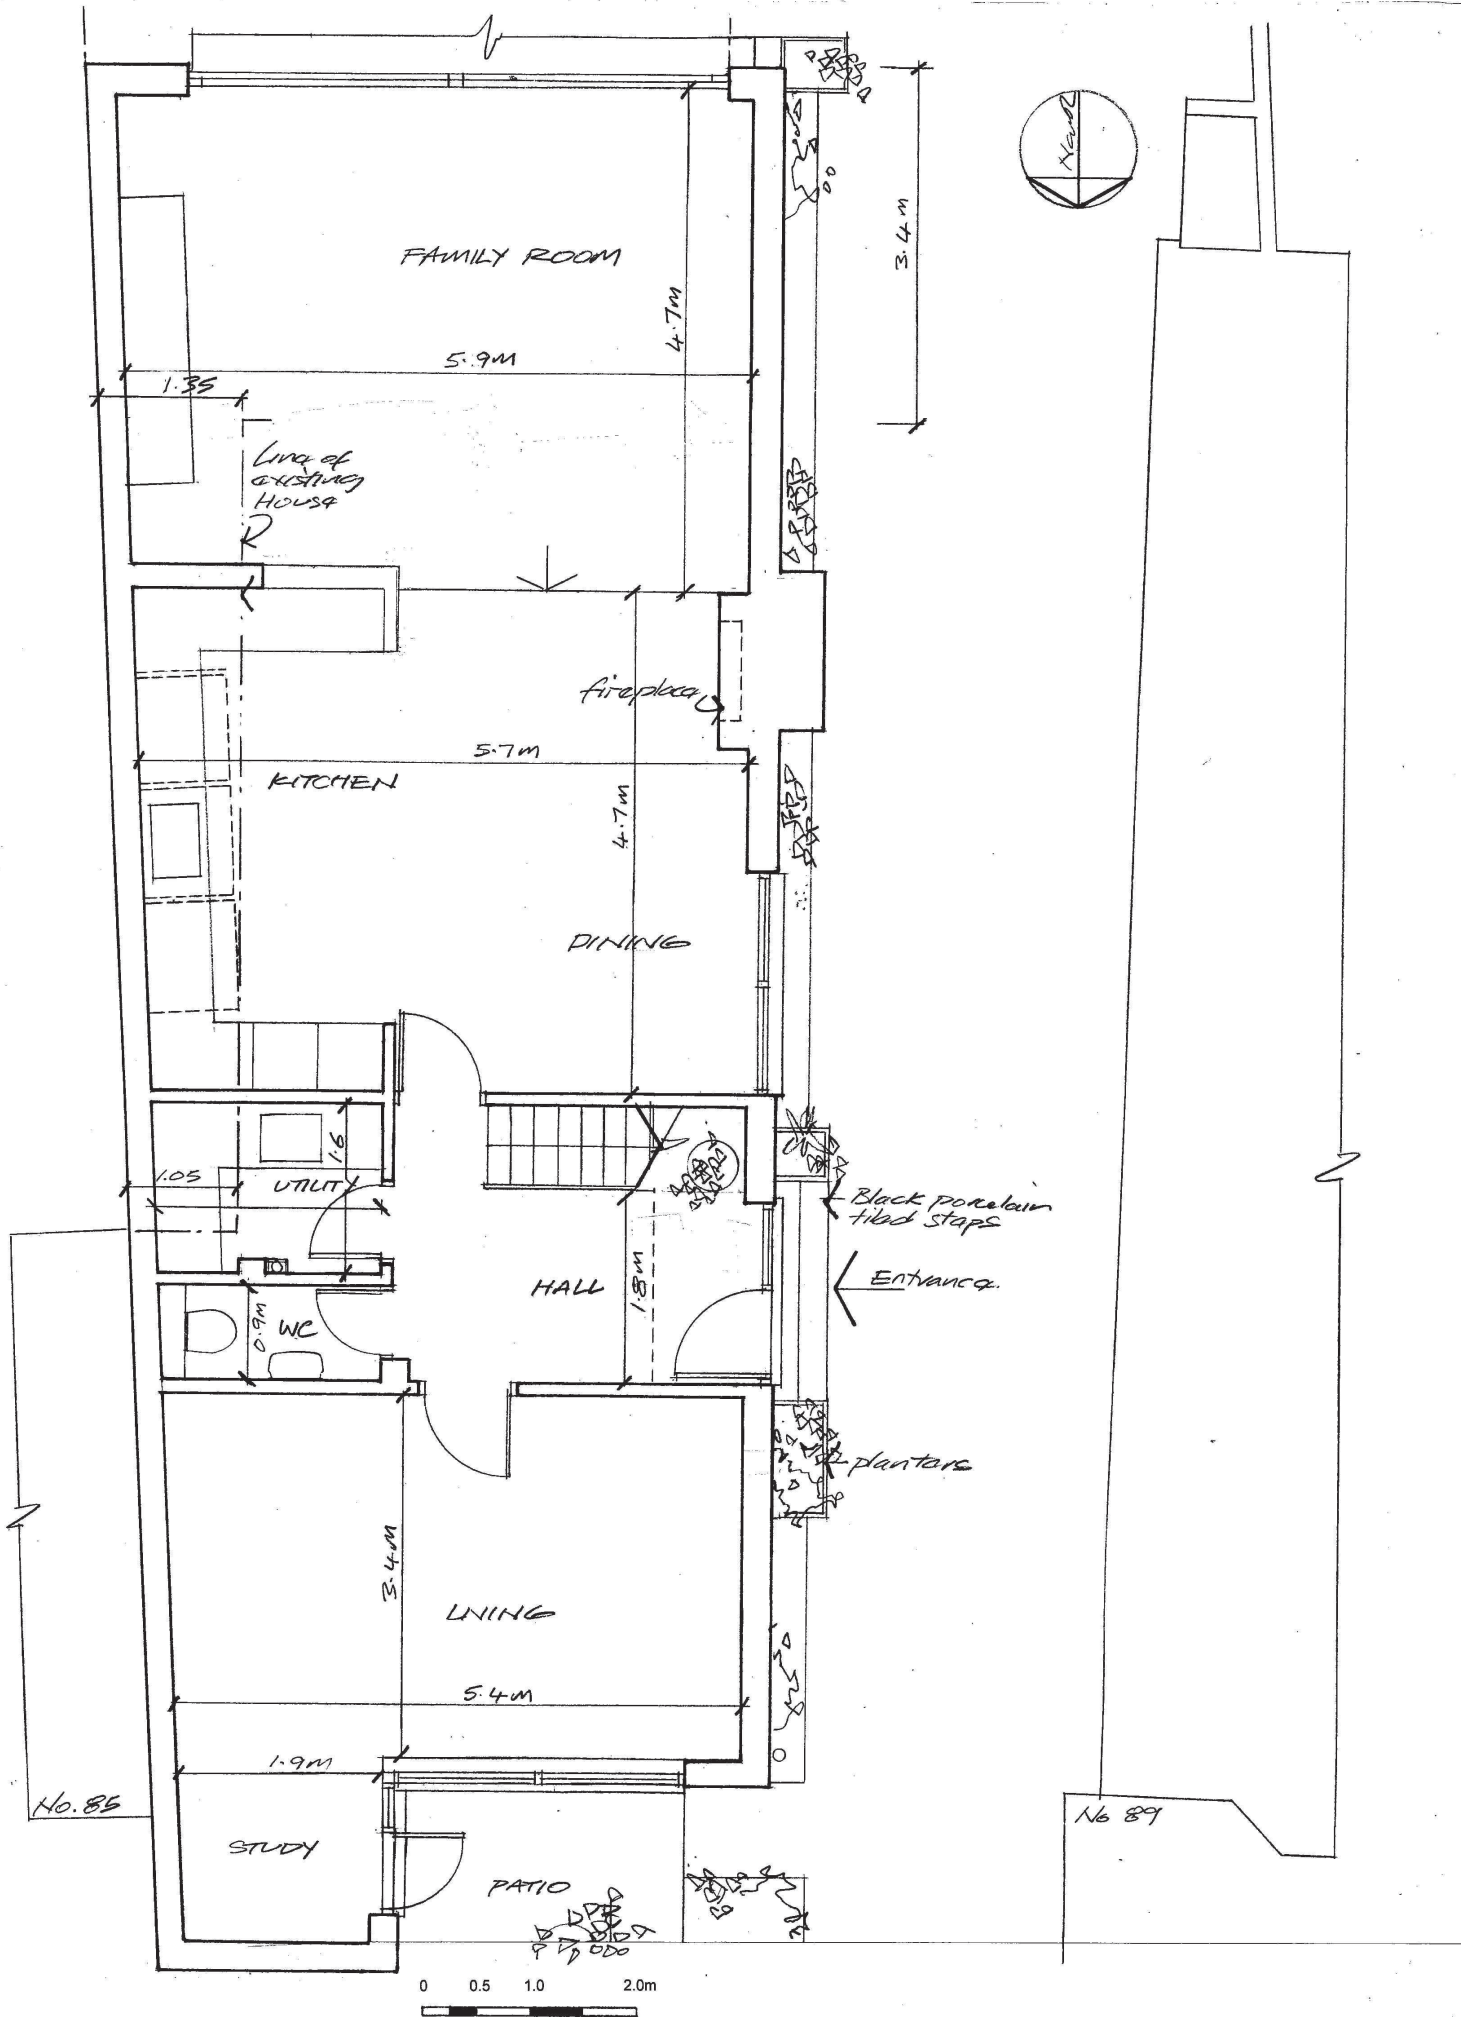 North
3.4m
FAMILY ROOM
4.7m
5.9m
1.35
Line of
existing
House
fireplace
5.7m
KITCHEN
4.7m
DINING
1.6
1.05
UTILITY
Black porcelain
tiled steps
HALL
1.8m
Entrance.
0.9m
WC
planters
3.4m
LIVING
5.4m
1.9m
No. 85
No 89
STUDY
PATIO
0 0.5 1.0 2.0m